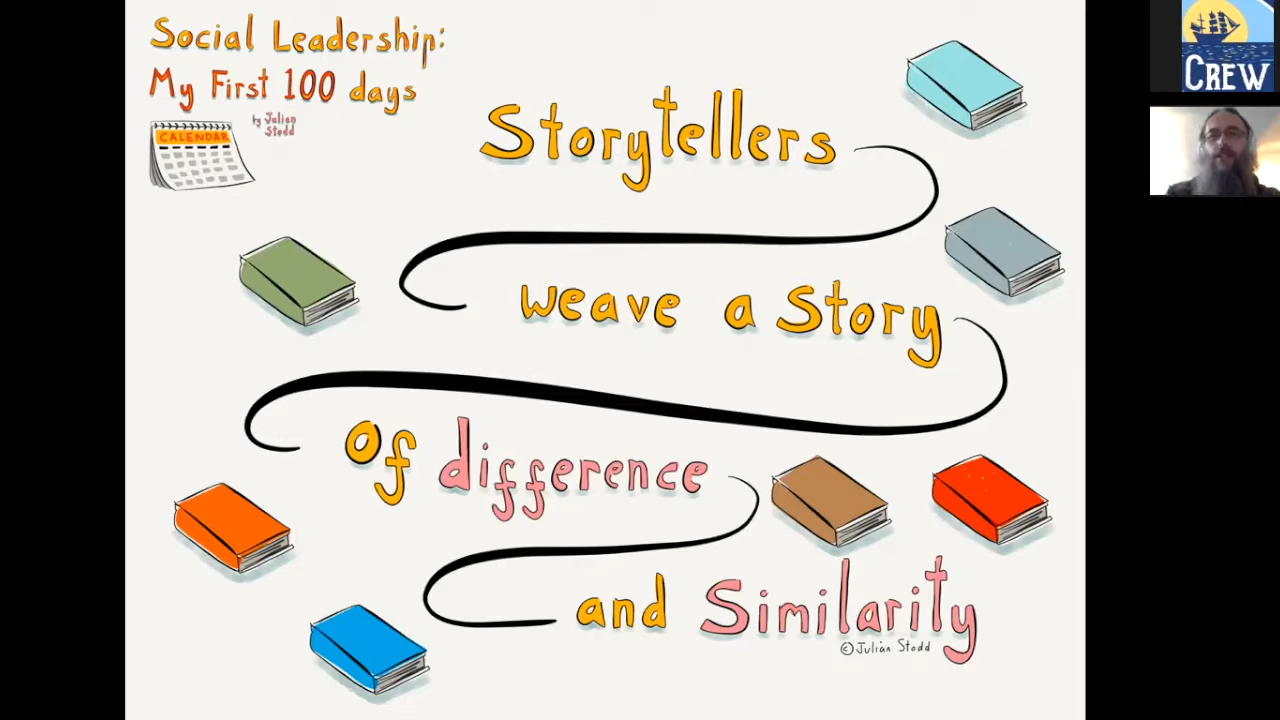 Social Leadership:
My First 100 days
by Julian
Stodd
CALENDAR
CREW
Storytellers
weave a Story
of difference
and Similarity
©Julian Stodd